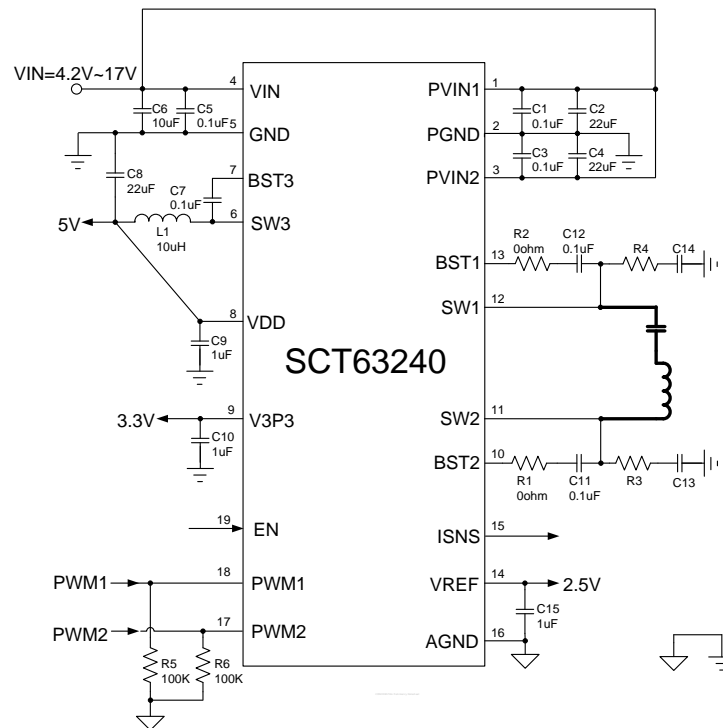 VIN=4.2V~17V
4 VIN
C6 10uF
C5 0.1uF
5 GND
C8 22uF
7 BST3
C7 0.1uF
5V
L1 10uH
6 SW3
8 VDD
C9 1uF
3.3V
9 V3P3
C10 1uF
19 EN
PWM1 18 PWM1
PWM2 17 PWM2
R5 100K
R6 100K
SCT63240
PVIN1 1
C1 0.1uF
C2 22uF
PGND 2
C3 0.1uF
C4 22uF
PVIN2 3
R2 0ohm
C12 0.1uF
R4
C14
BST1 13
SW1 12
SW2 11
BST2 10
R1 0ohm
C11 0.1uF
R3
C13
ISNS 15
VREF 14
2.5V
C15 1uF
AGND 16